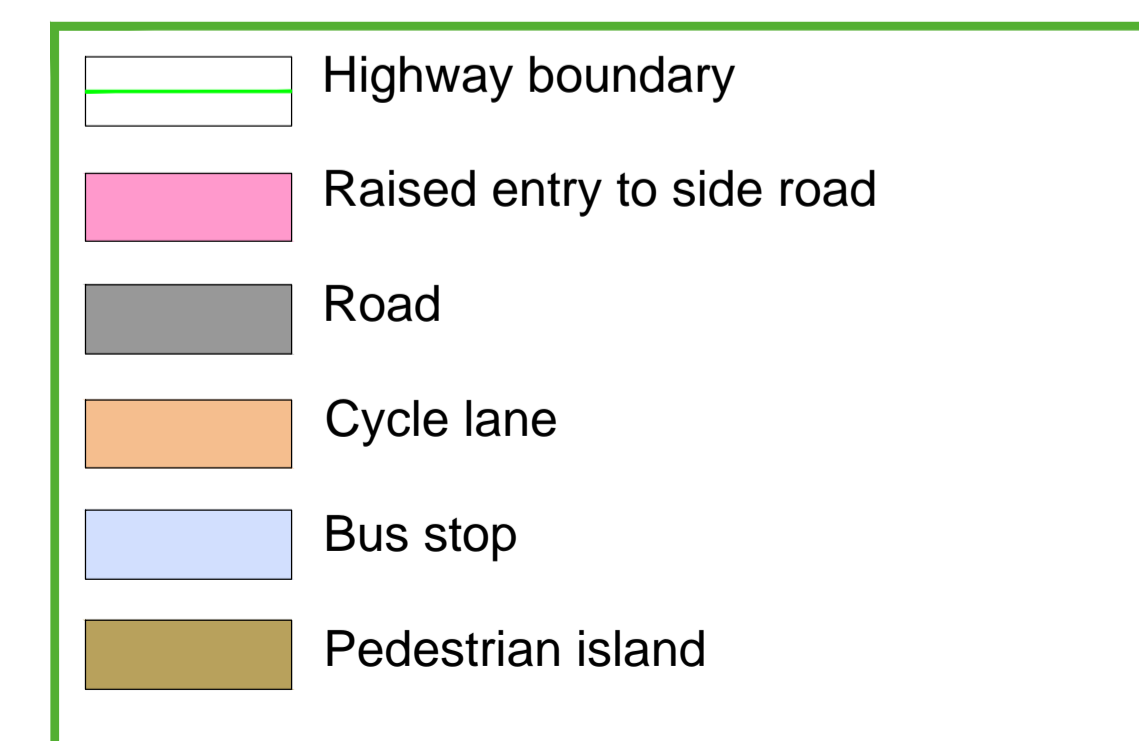 Highway boundary
Raised entry to side road
Road
Cycle lane
Bus stop
Pedestrian island